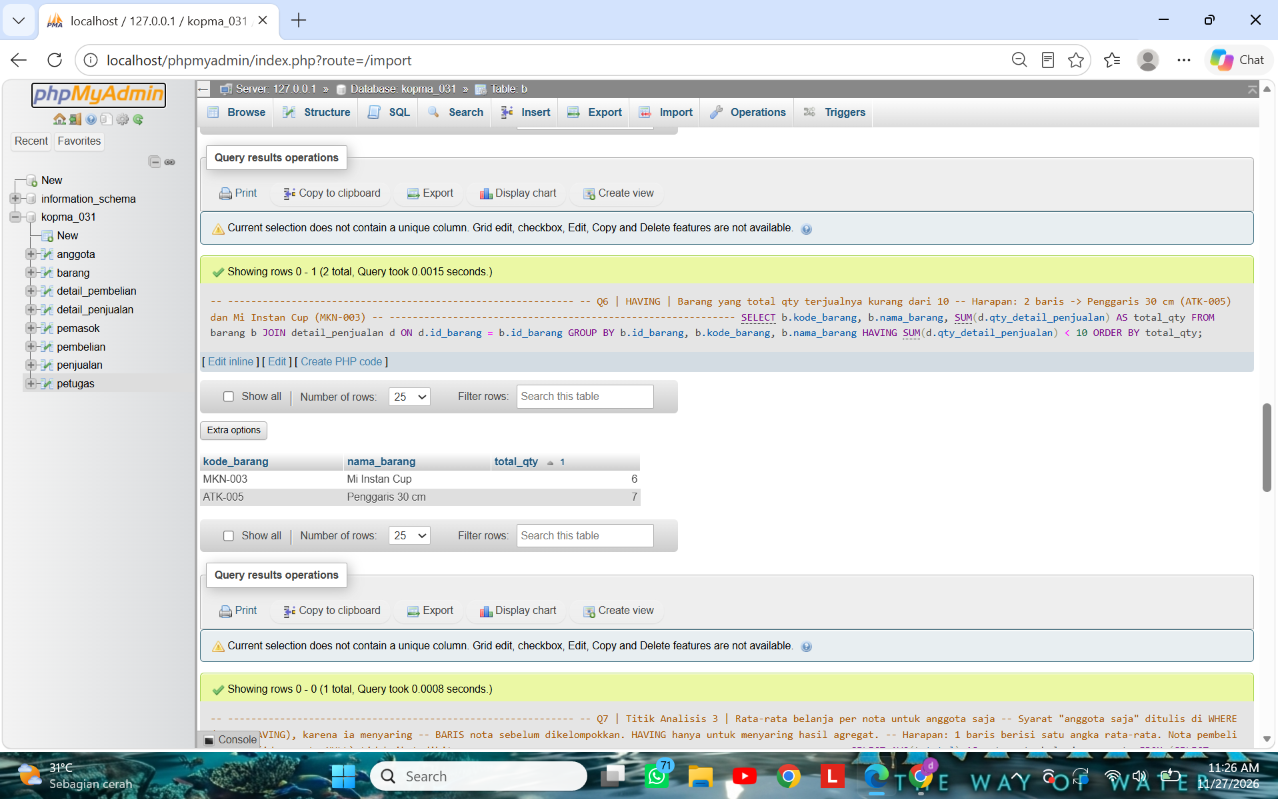 localhost / 127.0.0.1 / kopma_031
localhost/phpmyadmin/index.php?route=/import
Chat
phpMyAdmin
Recent Favorites
New
information_schema
kopma_031
New
anggota
barang
detail_pembelian
detail_penjualan
pemasok
pembelian
penjualan
petugas
Server: 127.0.0.1 » Database: kopma_031 » Table: b
Browse Structure SQL Search Insert Export Import Operations Triggers
Query results operations
Print Copy to clipboard Export Display chart Create view
Current selection does not contain a unique column. Grid edit, checkbox, Edit, Copy and Delete features are not available.
Showing rows 0 - 1 (2 total, Query took 0.0015 seconds.)
-- -------------------------------------------------------------- -- Q6 | HAVING | Barang yang total qty terjualnya kurang dari 10 -- Harapan: 2 baris -> Penggaris 30 cm (ATK-005)
dan Mi Instan Cup (MKN-003) -- -------------------------------------------------------------- SELECT b.kode_barang, b.nama_barang, SUM(d.qty_detail_penjualan) AS total_qty FROM
barang b JOIN detail_penjualan d ON d.id_barang = b.id_barang GROUP BY b.id_barang, b.kode_barang, b.nama_barang HAVING SUM(d.qty_detail_penjualan) < 10 ORDER BY total_qty;
[ Edit inline ] [ Edit ] [ Create PHP code ]
Show all Number of rows: 25 Filter rows: Search this table
Extra options
kode_barang nama_barang total_qty 1
MKN-003 Mi Instan Cup 6
ATK-005 Penggaris 30 cm 7
Show all Number of rows: 25 Filter rows: Search this table
Query results operations
Print Copy to clipboard Export Display chart Create view
Current selection does not contain a unique column. Grid edit, checkbox, Edit, Copy and Delete features are not available.
Showing rows 0 - 0 (1 total, Query took 0.0008 seconds.)
-- ------------------------------------------------------------ -- Q7 | Titik Analisis 3 | Rata-rata belanja per nota untuk anggota saja -- Syarat "anggota saja" ditulis di WHERE
karena ia menyaring -- BARIS nota sebelum dikelompokkan. HAVING hanya untuk menyaring hasil agregat. -- Harapan: 1 baris berisi satu angka rata-rata. Nota pembeli
Console
31°C
Sebagian cerah
Search
71
L
d
THE WAY OF WATER
11:26 AM
11/27/2026